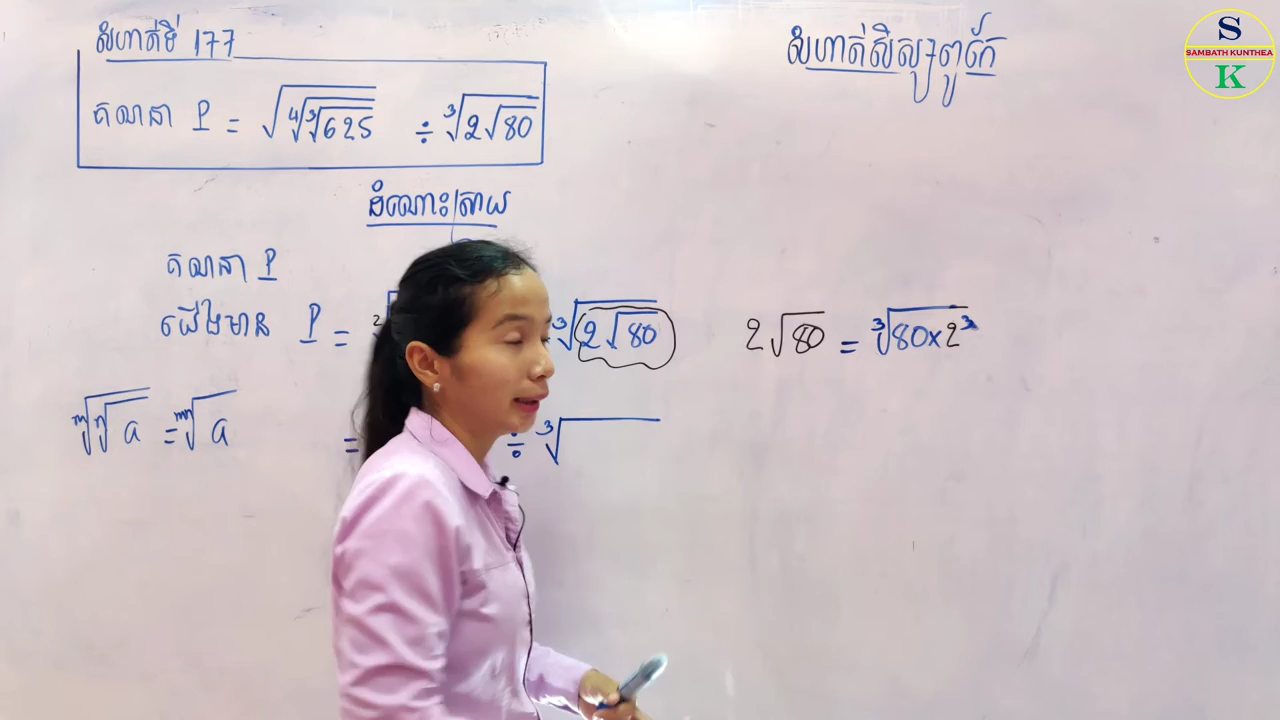 លំហាត់ទី 177
គណនា P = √⁴√³√625 ÷ ³√2√80
លំហាត់សិស្សពូកែ
S
SAMBATH KUNTHEA
K
ដំណោះស្រាយ
គណនា P
យើងមាន P = ³√2√80
2√80 = ³√80×2³
ᵐ√ⁿ√a = ᵐⁿ√a
= ÷ ³√